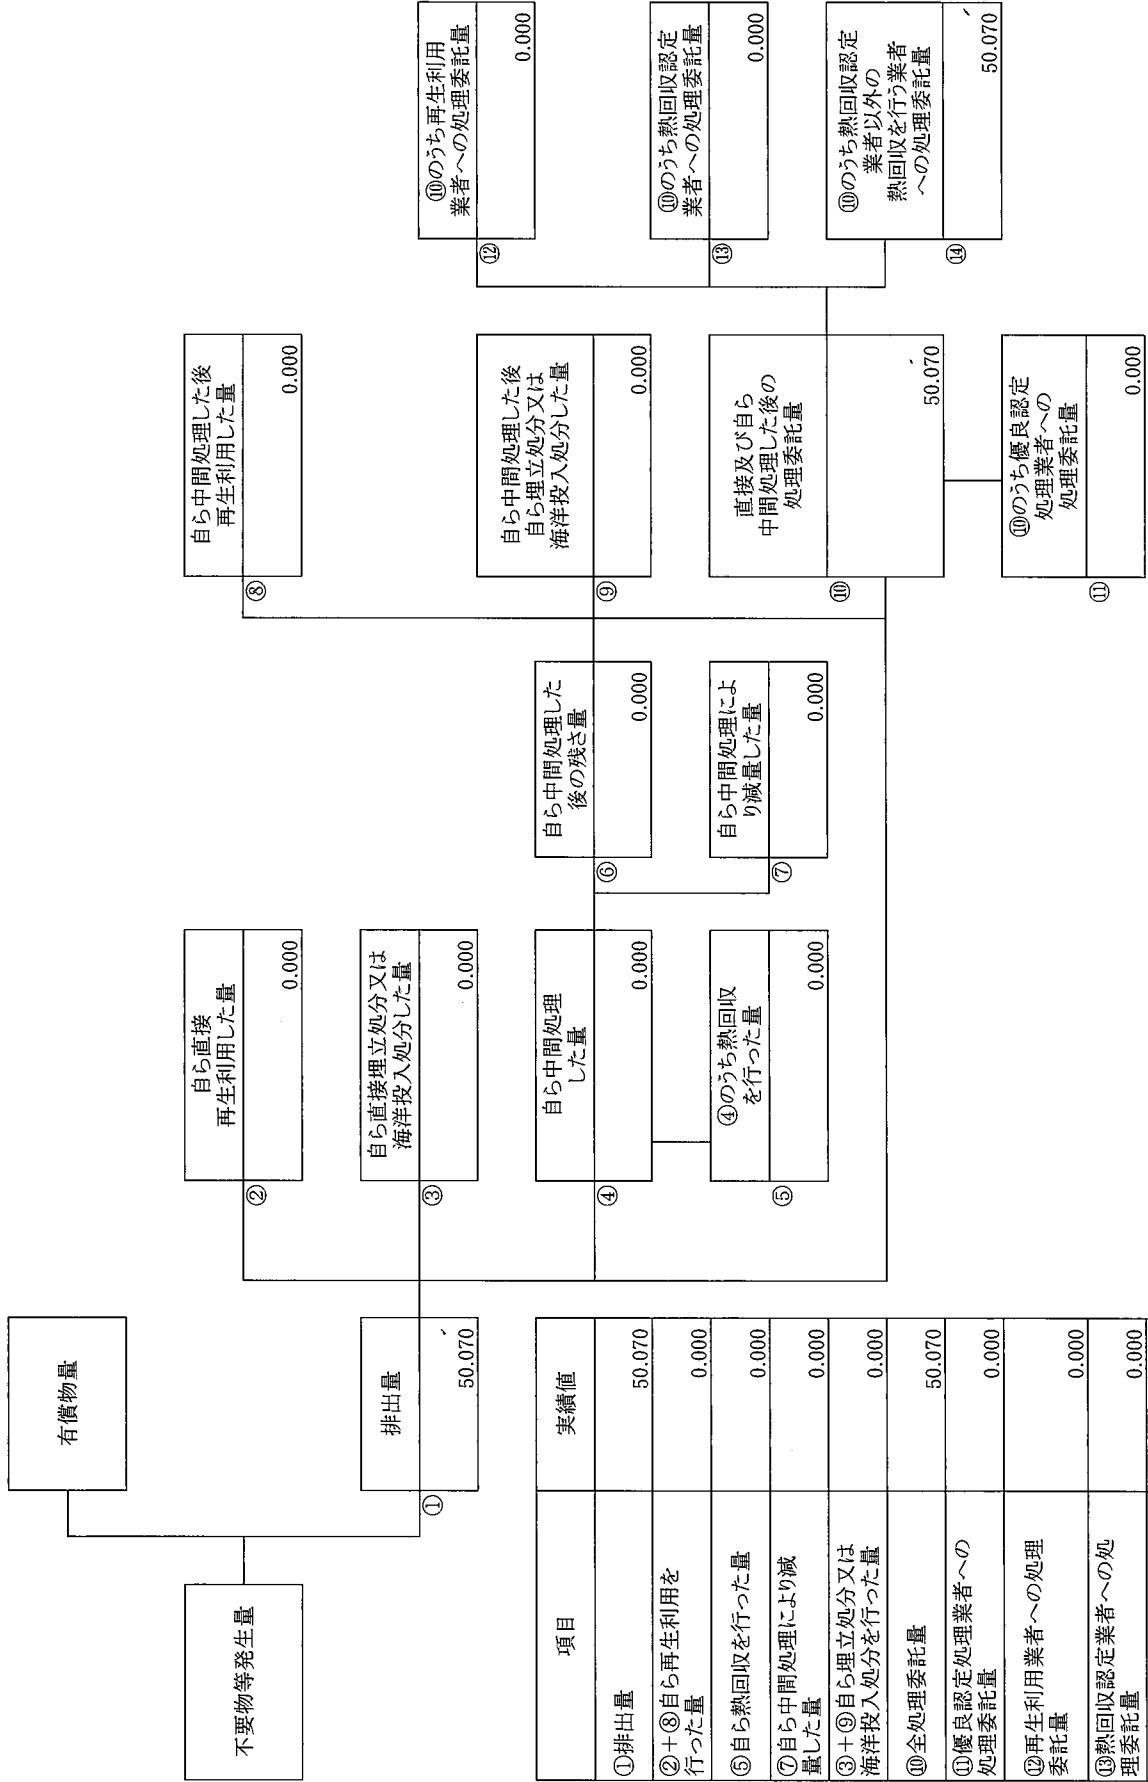 有償物量
不要物等発生量
①
排出量
50.070
②
自ら直接
再生利用した量
0.000
③
自ら直接埋立処分又は
海洋投入処分した量
0.000
④
自ら中間処理
した量
0.000
⑤
④のうち熱回収
を行った量
0.000
⑥
自ら中間処理した
後の残さ量
0.000
⑦
自ら中間処理によ
り減量した量
0.000
⑧
自ら中間処理した後
再生利用した量
0.000
⑨
自ら中間処理した後
自ら埋立処分又は
海洋投入処分した量
0.000
⑩
直接及び自ら
中間処理した後の
処理委託量
50.070
⑪
⑩のうち優良認定
処理業者への
処理委託量
0.000
⑫
⑩のうち再生利用
業者への処理委託量
0.000
⑬
⑩のうち熱回収認定
業者への処理委託量
0.000
⑭
⑩のうち熱回収認定
業者以外の
熱回収を行う業者
への処理委託量
50.070
項目 実績値
①排出量 50.070
②+⑧自ら再生利用を
行った量 0.000
⑤自ら熱回収を行った量 0.000
⑦自ら中間処理により減
量した量 0.000
③+⑨自ら埋立処分又は
海洋投入処分を行った量 0.000
⑩全処理委託量 50.070
⑪優良認定処理業者への
処理委託量 0.000
⑫再生利用業者への処理
委託量 0.000
⑬熱回収認定業者への処
理委託量 0.000